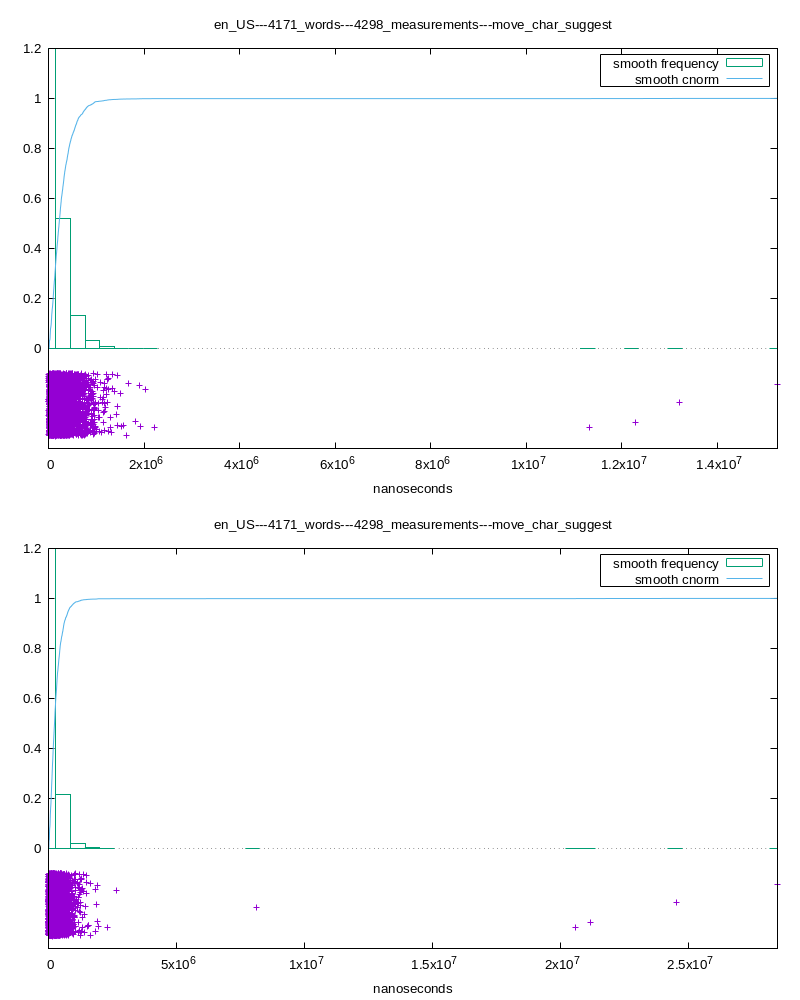 en_US---4171_words---4298_measurements---move_char_suggest
1.2
1
0.8
0.6
0.4
0.2
0
smooth frequency
smooth cnorm
0 2x10^6 4x10^6 6x10^6 8x10^6 1x10^7 1.2x10^7 1.4x10^7
nanoseconds
en_US---4171_words---4298_measurements---move_char_suggest
1.2
1
0.8
0.6
0.4
0.2
0
smooth frequency
smooth cnorm
0 5x10^6 1x10^7 1.5x10^7 2x10^7 2.5x10^7
nanoseconds